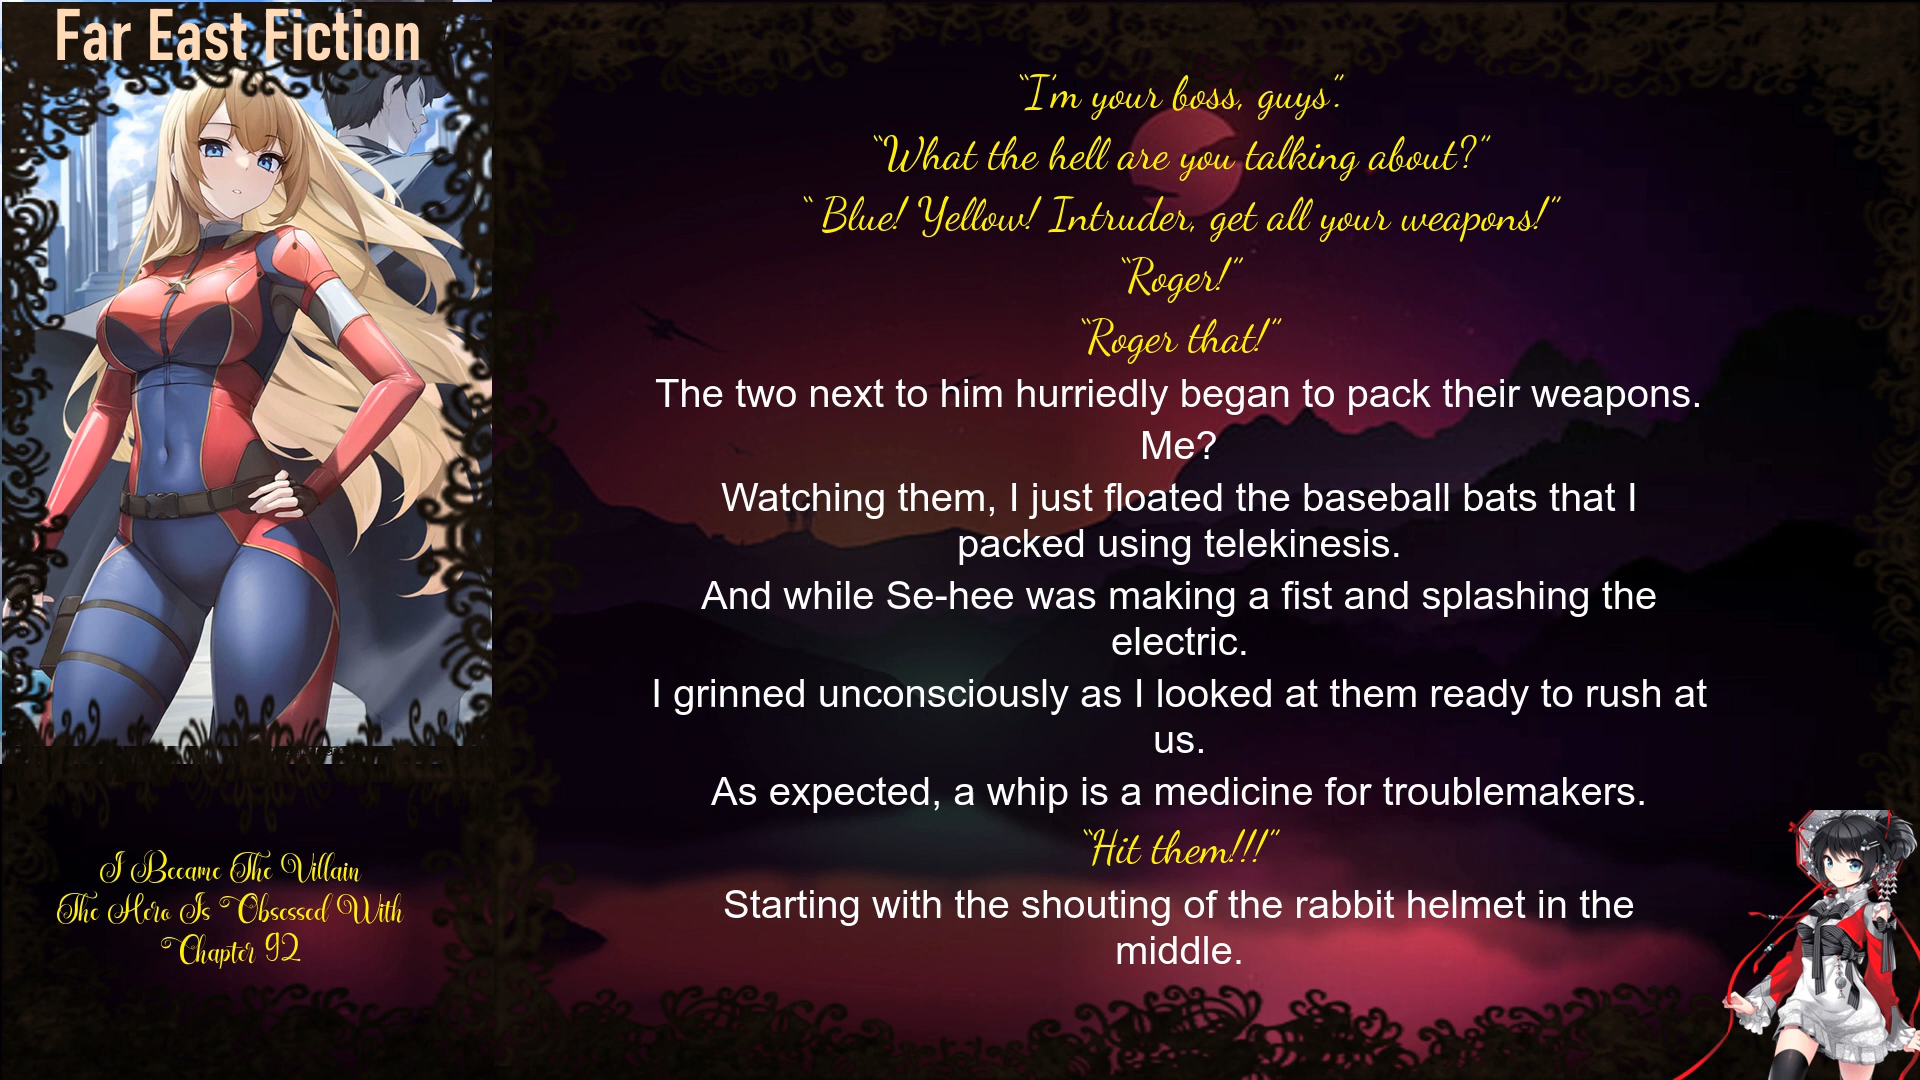 Far East Fiction
“I'm your boss, guys”.
“What the hell are you talking about?”
“ Blue! Yellow! Intruder, get all your weapons!”
“Roger!”
“Roger that!”
The two next to him hurriedly began to pack their weapons.
Me?
Watching them, I just floated the baseball bats that I
packed using telekinesis.
And while Se-hee was making a fist and splashing the
electric.
I grinned unconsciously as I looked at them ready to rush at
us.
As expected, a whip is a medicine for troublemakers.
“Hit them!!!”
Starting with the shouting of the rabbit helmet in the
middle.
I Became The Villain
The Hero Is Obsessed With
Chapter 92